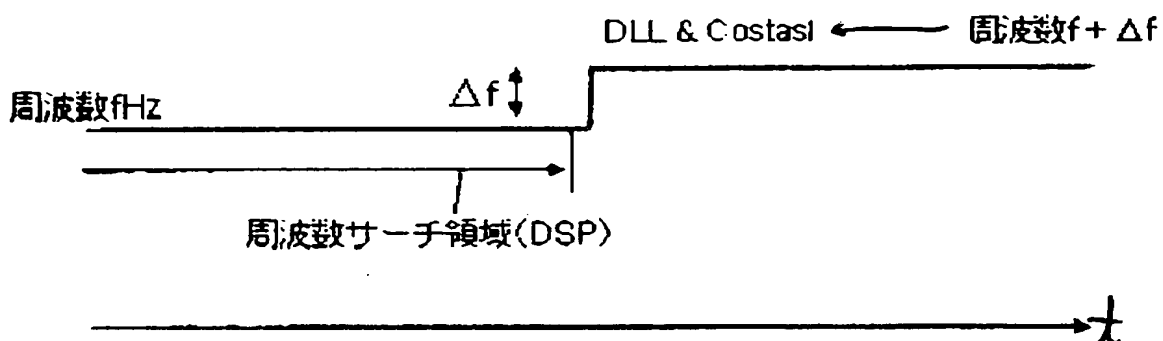 DLL & Costasl ← 周波数f + Δf
周波数fHz
Δf
周波数サーチ領域(DSP)
t